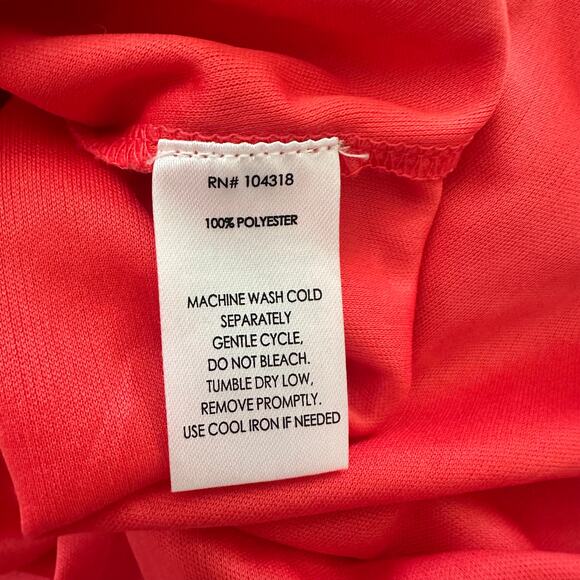 RN# 104318
100% POLYESTER
MACHINE WASH COLD
SEPARATELY
GENTLE CYCLE,
DO NOT BLEACH.
TUMBLE DRY LOW,
REMOVE PROMPTLY.
USE COOL IRON IF NEEDED